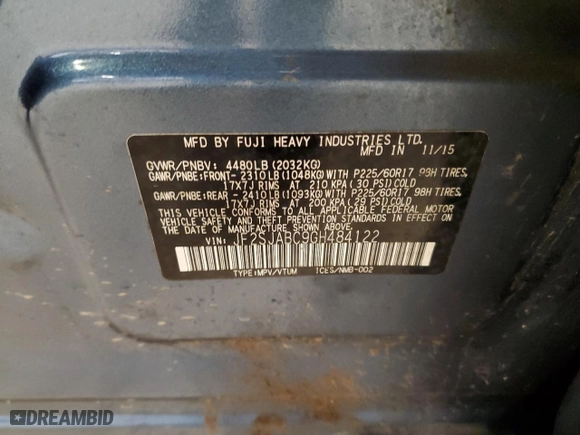 MFD BY FUJI HEAVY INDUSTRIES LTD.
MFD IN 11/15
GVWR/PNBV: 4480LB (2032KG)
GAWR/PNBE:FRONT- 2310LB(1048KG)WITH P225/60R17 98H TIRES,
17X7J RIMS AT 210 KPA (30 PSI)COLD
GAWR/PNBE:REAR - 2410LB(1093KG)WITH P225/60R17 98H TIRES,
17X7J RIMS AT 200 KPA (29 PSI)COLD
THIS VEHICLE CONFORMS TO ALL APPLICABLE FEDERAL MOTOR
VEHICLE SAFETY AND THEFT PREVENTION STANDARDS IN EFFECT ON
THE DATE OF MANUFACTURE SHOWN ABOVE.
VIN: JF2SJABC9GH484122
TYPE:MPV/VTUM ICES/NMB-002
DREAMBID